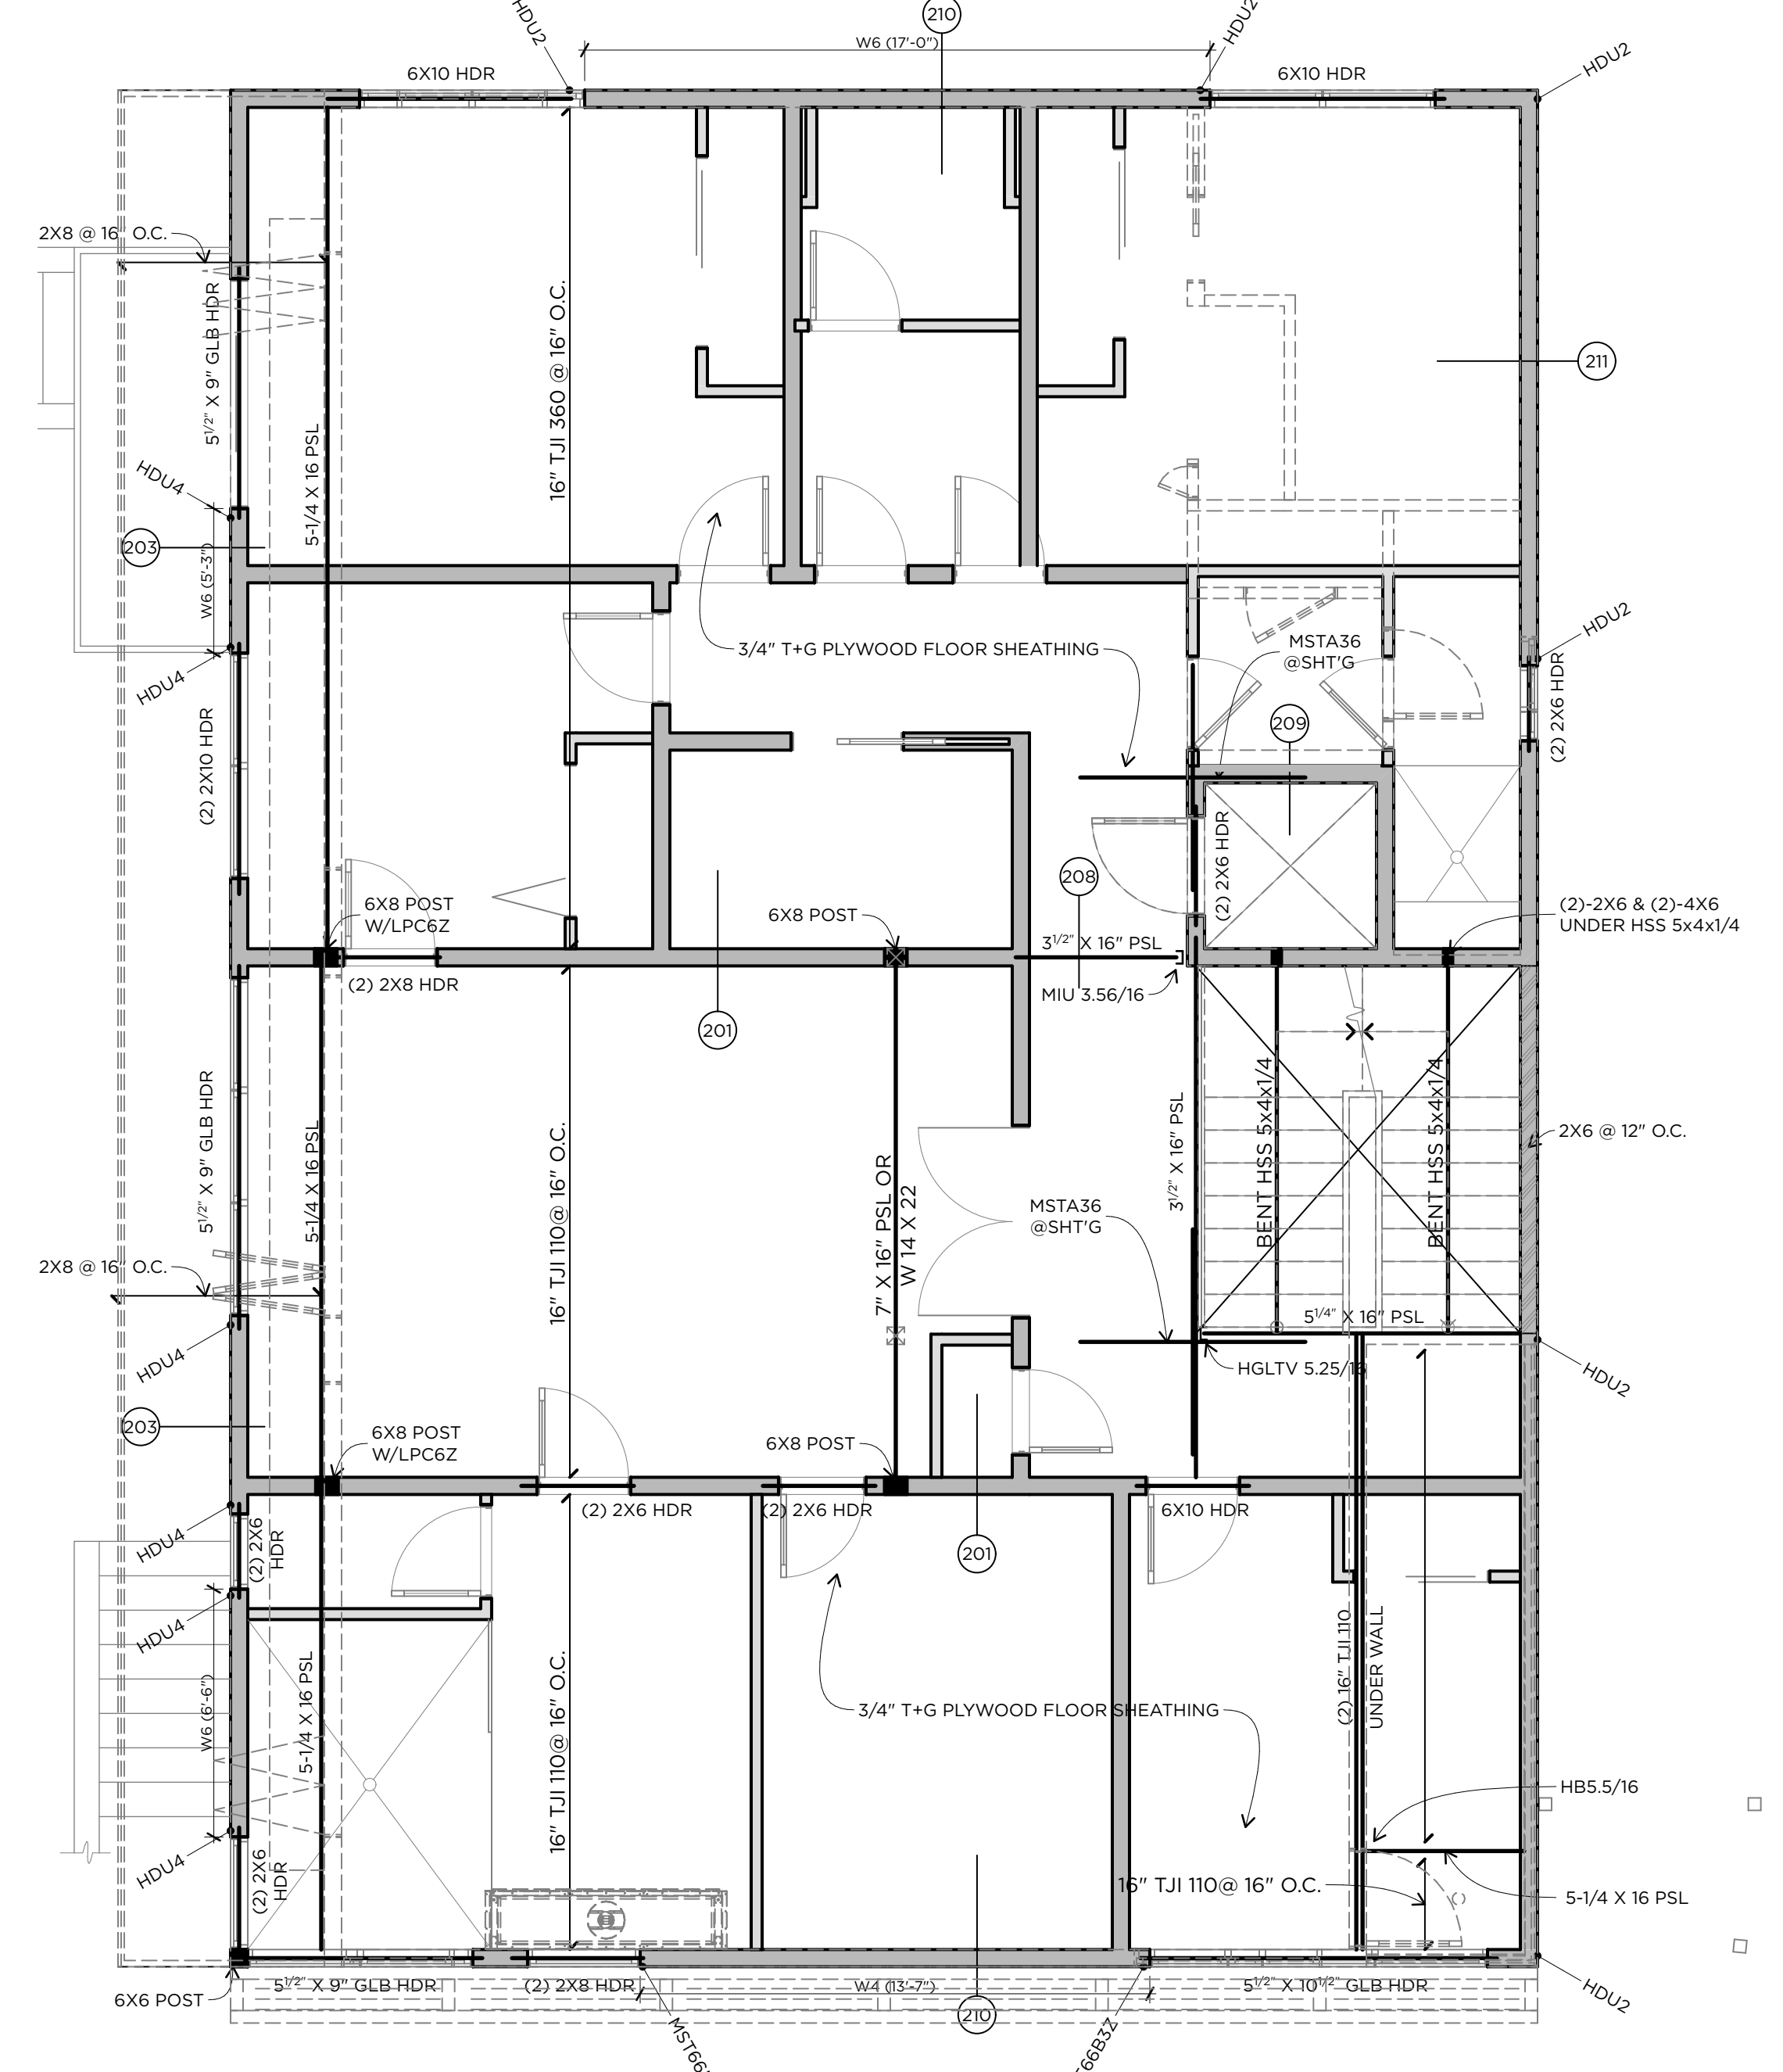 HDU2
210
HDU2
W6 (17'-0")
HDU2
6X10 HDR
6X10 HDR
2X8 @ 16" O.C.
5 1/2" X 9" GLB HDR
5-1/4 X 16 PSL
16" TJI 360 @ 16" O.C.
211
HDU4
203
W6 (5'-3")
HDU4
3/4" T+G PLYWOOD FLOOR SHEATHING
MSTA36
@SHT'G
HDU2
(2) 2X6 HDR
(2) 2X10 HDR
209
(2) 2X6 HDR
208
6X8 POST
W/LPC6Z
6X8 POST
(2)-2X6 & (2)-4X6
UNDER HSS 5x4x1/4
3 1/2" X 16" PSL
(2) 2X8 HDR
MIU 3.56/16
201
5 1/2" X 9" GLB HDR
5-1/4 X 16 PSL
16" TJI 110@ 16" O.C.
7" X 16" PSL OR
W 14 X 22
3 1/2" X 16" PSL
BENT HSS 5x4x1/4
BENT HSS 5x4x1/4
2X6 @ 12" O.C.
MSTA36
@SHT'G
2X8 @ 16" O.C.
5 1/4" X 16" PSL
HDU4
HGLTV 5.25/16
HDU2
203
6X8 POST
W/LPC6Z
6X8 POST
(2) 2X6 HDR
(2) 2X6 HDR
6X10 HDR
HDU4
(2) 2X6
HDR
201
HDU4
W6 (6'-6")
5-1/4 X 16 PSL
16" TJI 110@ 16" O.C.
(2) 16" TJI 110
UNDER WALL
3/4" T+G PLYWOOD FLOOR SHEATHING
HB5.5/16
HDU4
(2) 2X6
HDR
16" TJI 110@ 16" O.C.
5-1/4 X 16 PSL
6X6 POST
5 1/2" X 9" GLB HDR
(2) 2X8 HDR
W4 (13'-7")
5 1/2" X 10 1/2" GLB HDR
HDU2
210